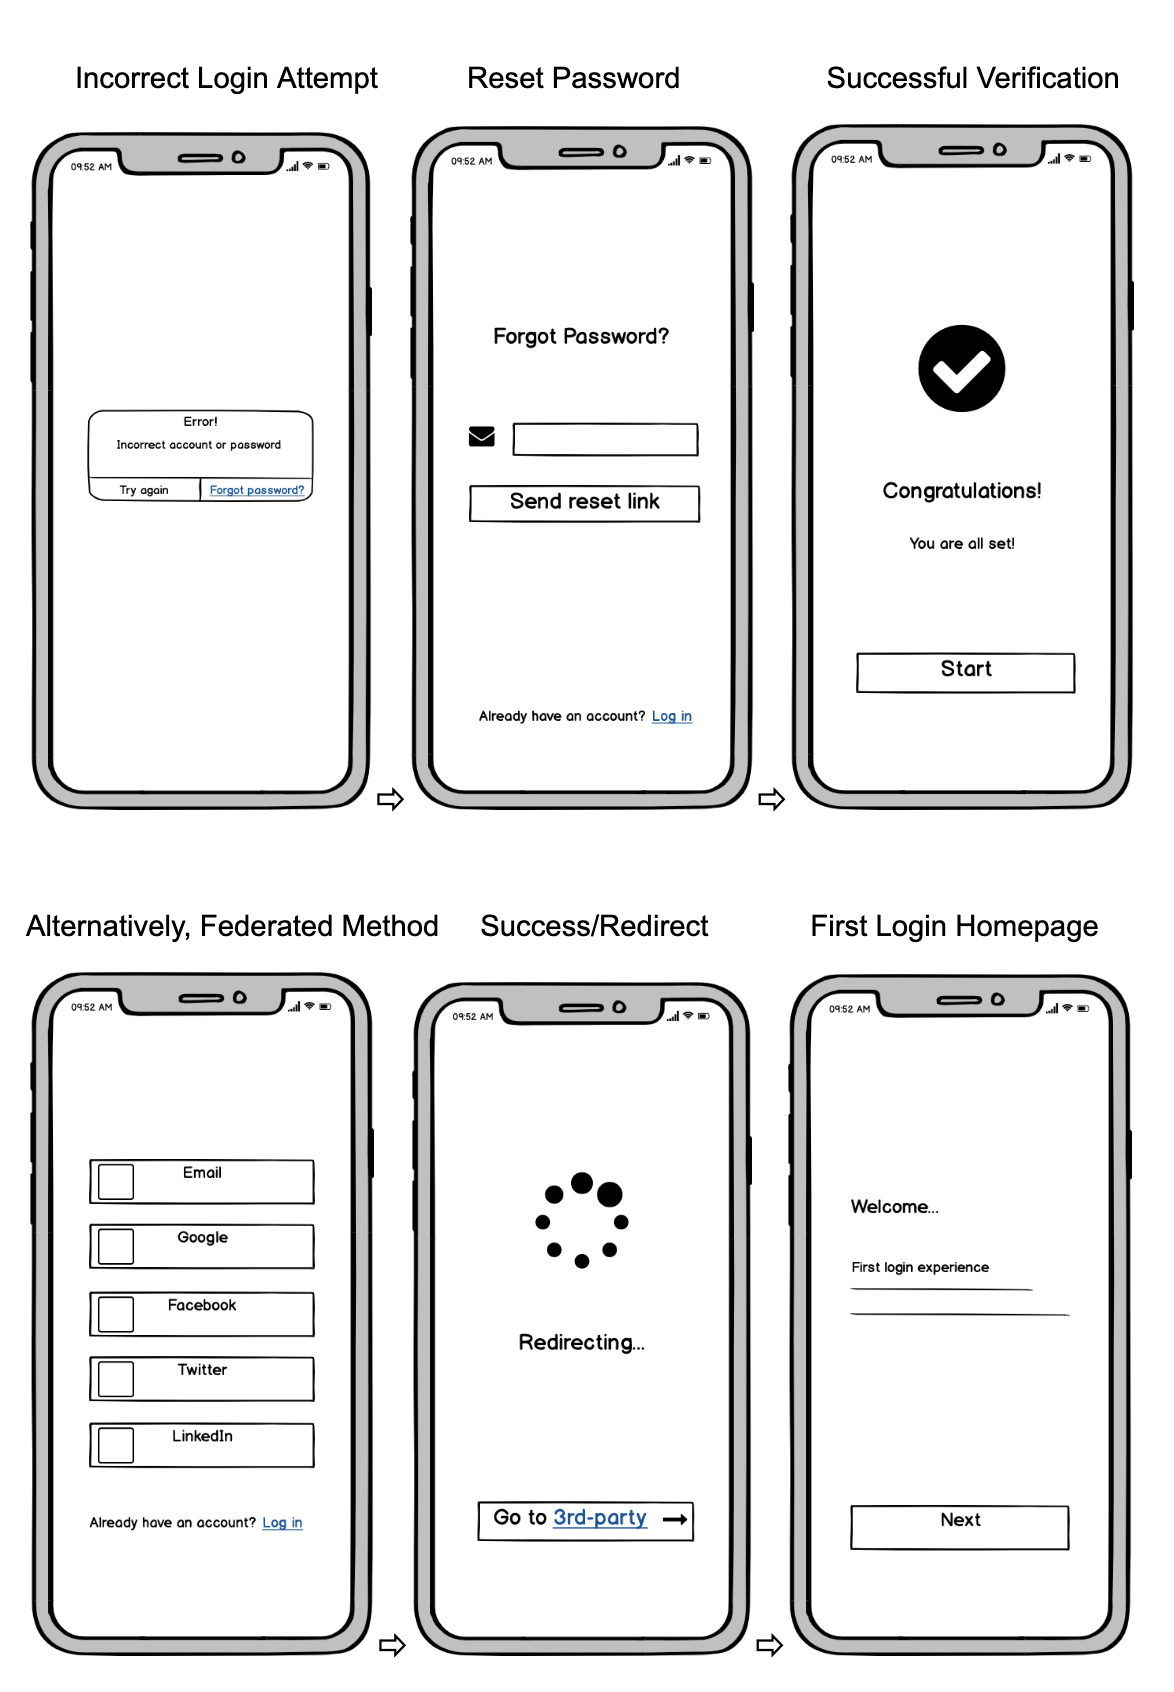 Incorrect Login Attempt
09:52 AM
Error!
Incorrect account or password
Try again
Forgot password?
Reset Password
09:52 AM
Forgot Password?
Send reset link
Already have an account? Log in
Successful Verification
09:52 AM
Congratulations!
You are all set!
Start
Alternatively, Federated Method
09:52 AM
Email
Google
Facebook
Twitter
LinkedIn
Already have an account? Log in
Success/Redirect
09:52 AM
Redirecting...
Go to 3rd-party
First Login Homepage
09:52 AM
Welcome...
First login experience
Next